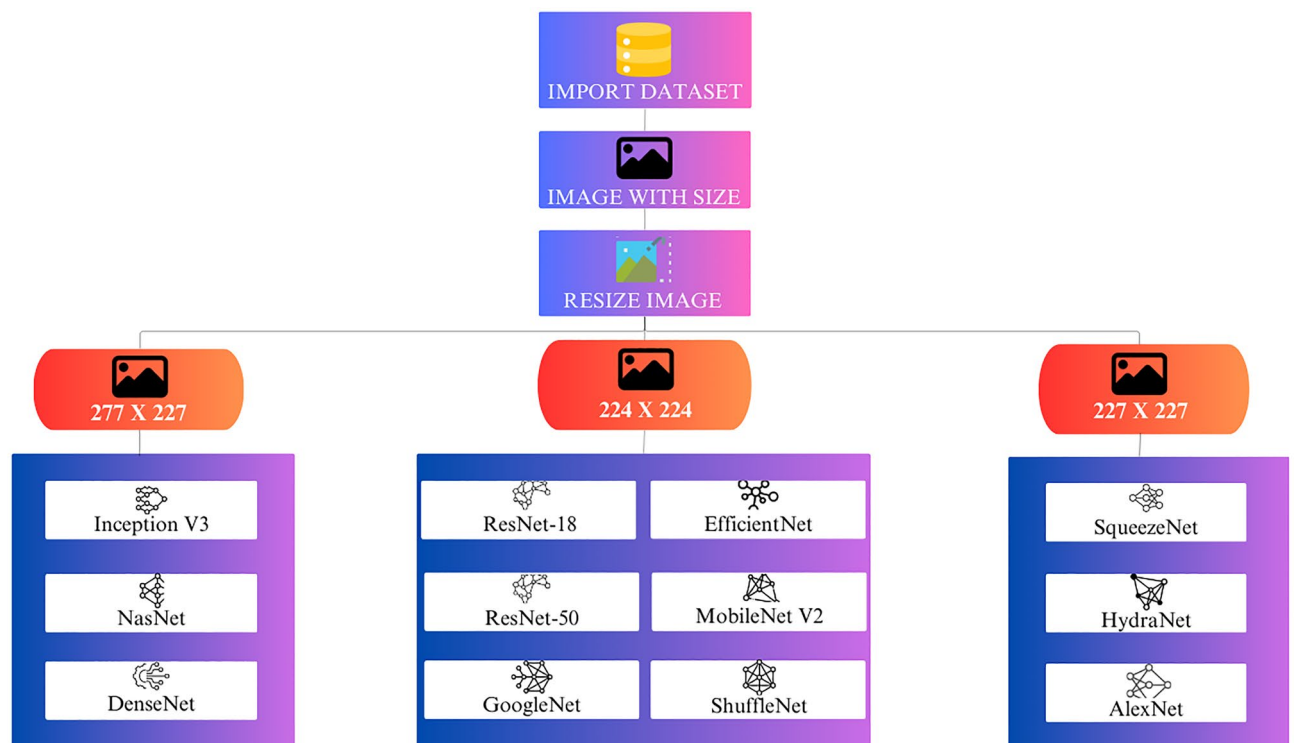 IMPORT DATASET
IMAGE WITH SIZE
RESIZE IMAGE
277 X 227
Inception V3
NasNet
DenseNet
224 X 224
ResNet-18
EfficientNet
ResNet-50
MobileNet V2
GoogleNet
ShuffleNet
227 X 227
SqueezeNet
HydraNet
AlexNet